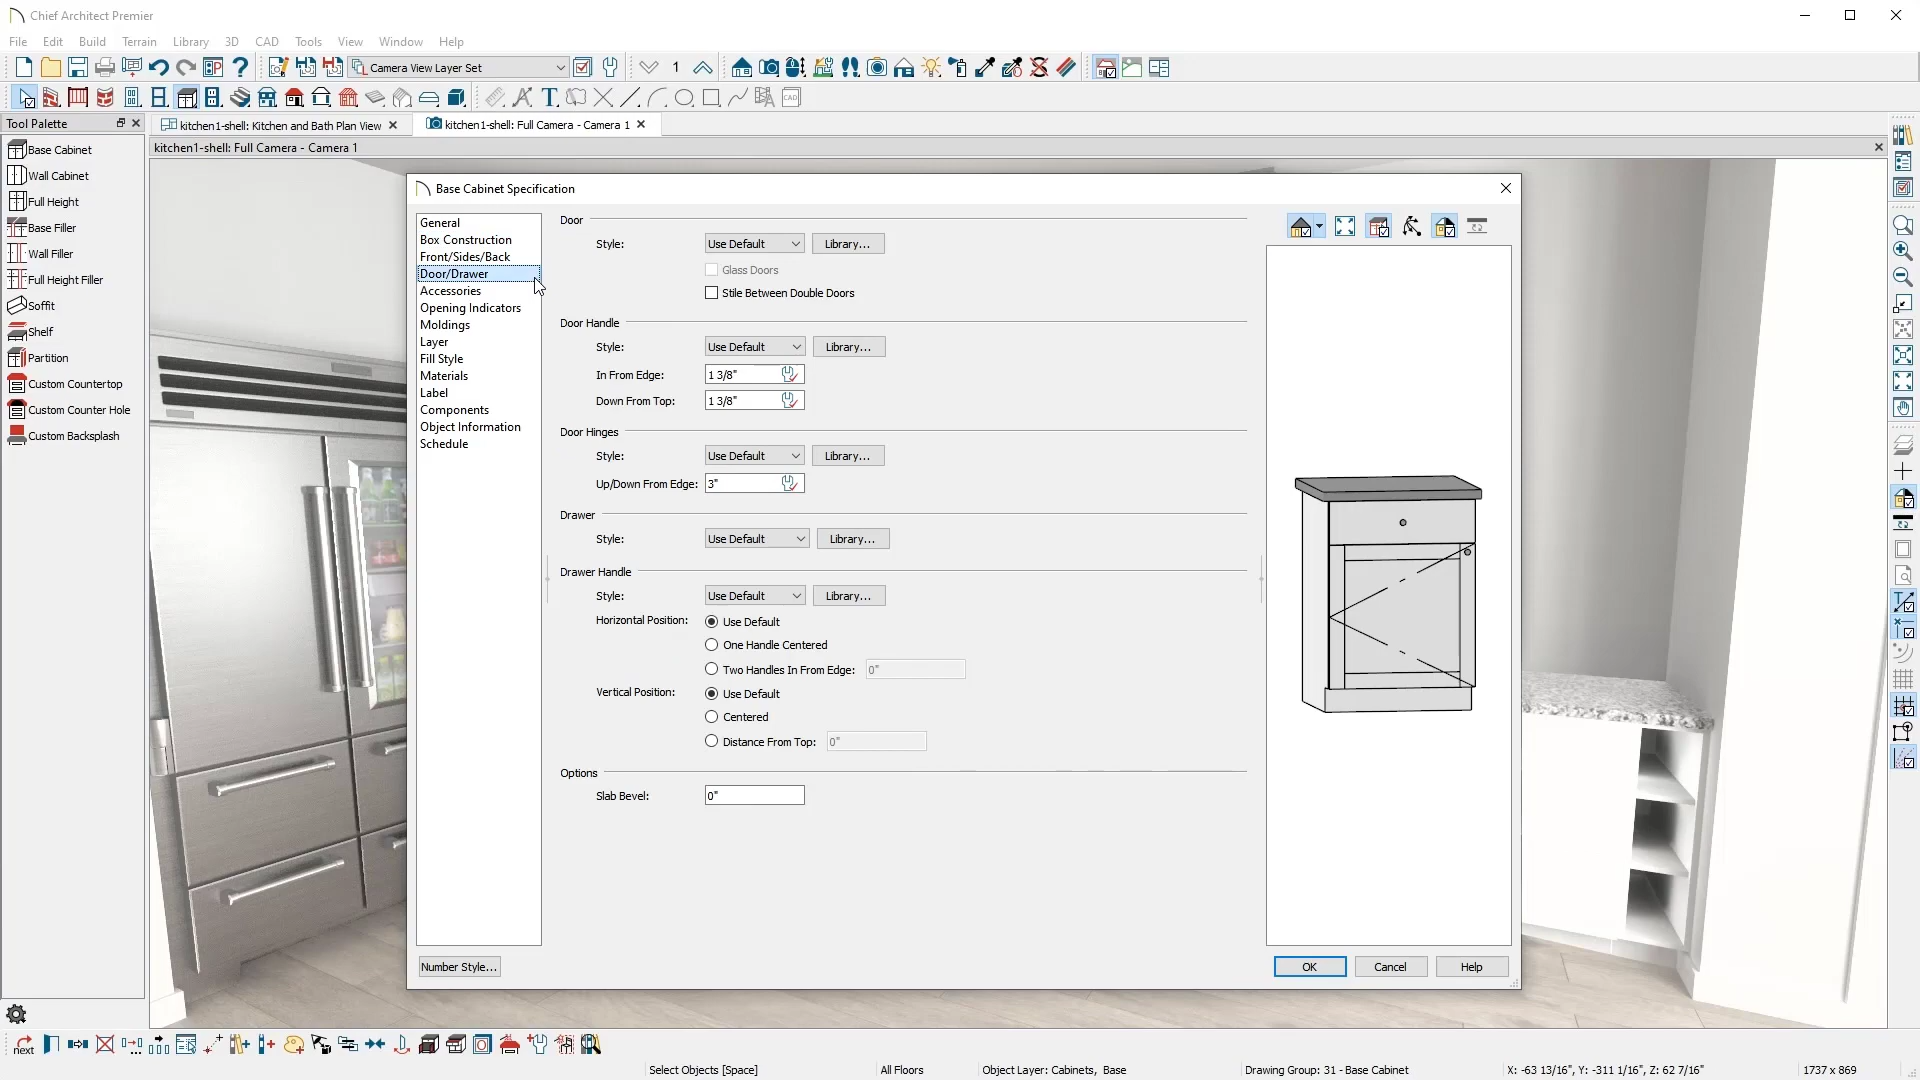 Chief Architect Premier
File Edit Build Terrain Library 3D CAD Tools View Window Help
Camera View Layer Set 1
Tool Palette
kitchen1-shell: Kitchen and Bath Plan View
kitchen1-shell: Full Camera - Camera 1
kitchen1-shell: Full Camera - Camera 1
Base Cabinet
Wall Cabinet
Full Height
Base Filler
Wall Filler
Full Height Filler
Soffit
Shelf
Partition
Custom Countertop
Custom Counter Hole
Custom Backsplash
Base Cabinet Specification
General
Box Construction
Front/Sides/Back
Door/Drawer
Accessories
Opening Indicators
Moldings
Layer
Fill Style
Materials
Label
Components
Object Information
Schedule
Door
Style: Use Default Library...
Glass Doors
Stile Between Double Doors
Door Handle
Style: Use Default Library...
In From Edge: 1 3/8"
Down From Top: 1 3/8"
Door Hinges
Style: Use Default Library...
Up/Down From Edge: 3"
Drawer
Style: Use Default Library...
Drawer Handle
Style: Use Default Library...
Horizontal Position: Use Default
One Handle Centered
Two Handles In From Edge: 0"
Vertical Position: Use Default
Centered
Distance From Top: 0"
Options
Slab Bevel: 0"
Number Style... OK Cancel Help
next
Select Objects [Space] All Floors Object Layer: Cabinets, Base Drawing Group: 31 - Base Cabinet X: -63 13/16", Y: -311 1/16", Z: 62 7/16" 1737 x 869